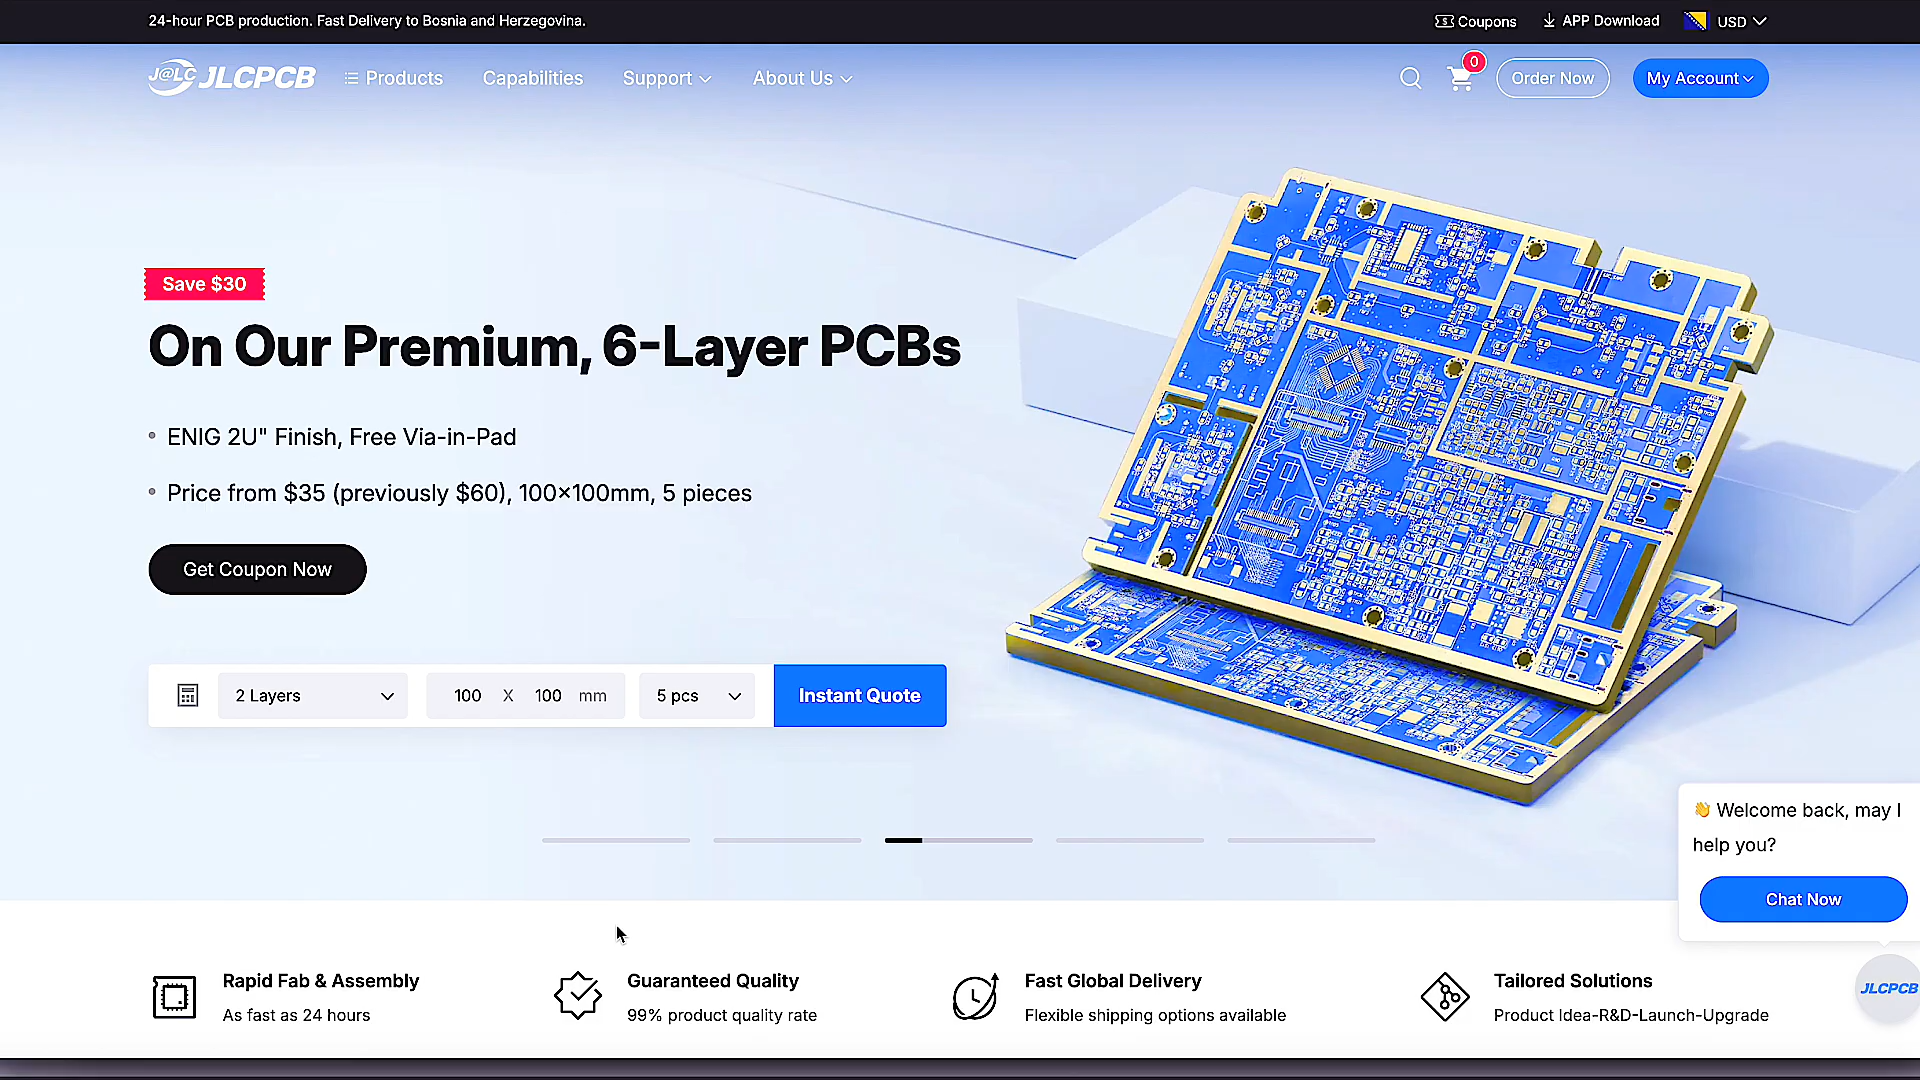 24-hour PCB production. Fast Delivery to Bosnia and Herzegovina.
Coupons
APP Download
USD
J@LC JLCPCB
Products
Capabilities
Support
About Us
0
Order Now
My Account
Save $30
On Our Premium, 6-Layer PCBs
ENIG 2U" Finish, Free Via-in-Pad
Price from $35 (previously $60), 100×100mm, 5 pieces
Get Coupon Now
2 Layers
100 X 100 mm
5 pcs
Instant Quote
👋 Welcome back, may I
help you?
Chat Now
JLCPCB
Rapid Fab & Assembly
As fast as 24 hours
Guaranteed Quality
99% product quality rate
Fast Global Delivery
Flexible shipping options available
Tailored Solutions
Product Idea-R&D-Launch-Upgrade